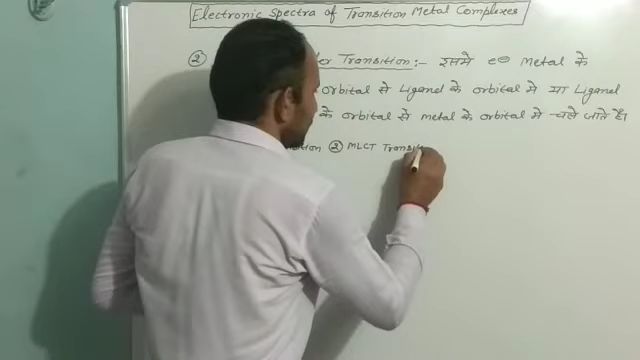 Electronic Spectra of Transition Metal Complexes
② er Transition :- इसमे e⊖ Metal के
orbital से Ligand के orbital मे या Ligand
के orbital से metal के orbital मे चले जाते हैं।
② MLCT Transi